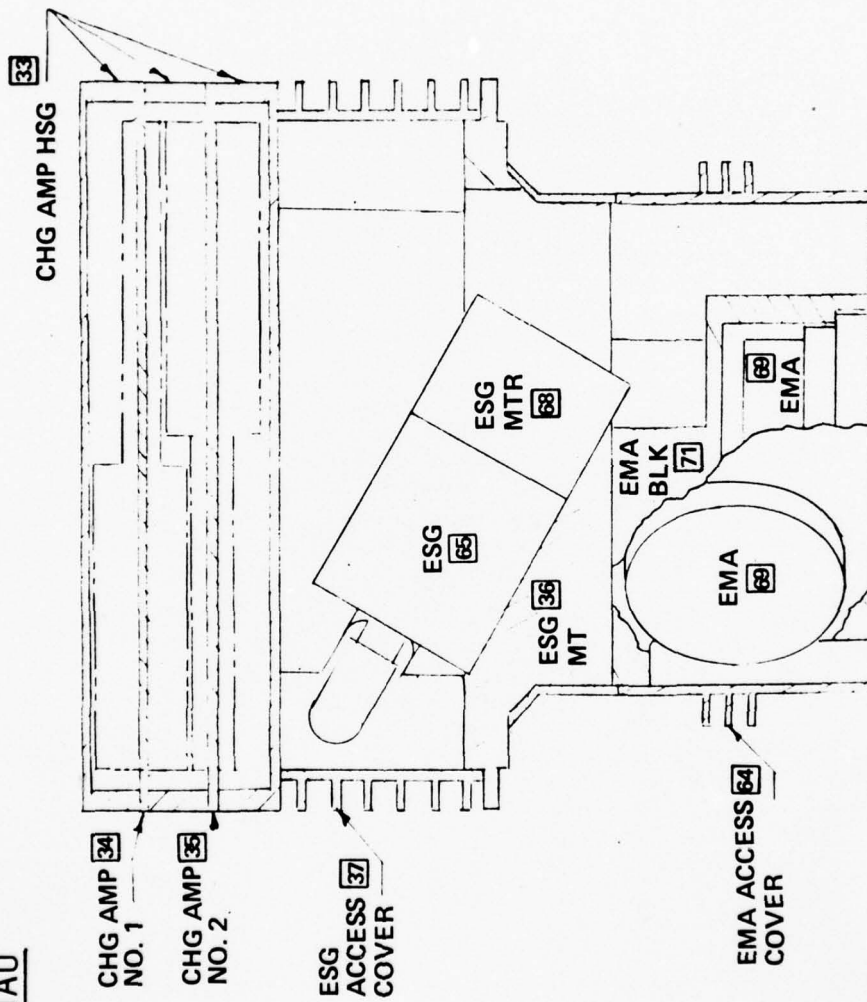 33
CHG AMP HSG
CHG AMP 34
NO. 1
CHG AMP 35
NO. 2
ESG
ACCESS 37
COVER
ESG
MTR
68
ESG
65
ESG 36
MT
EMA
BLK
71
69
EMA
EMA
69
EMA ACCESS 64
COVER